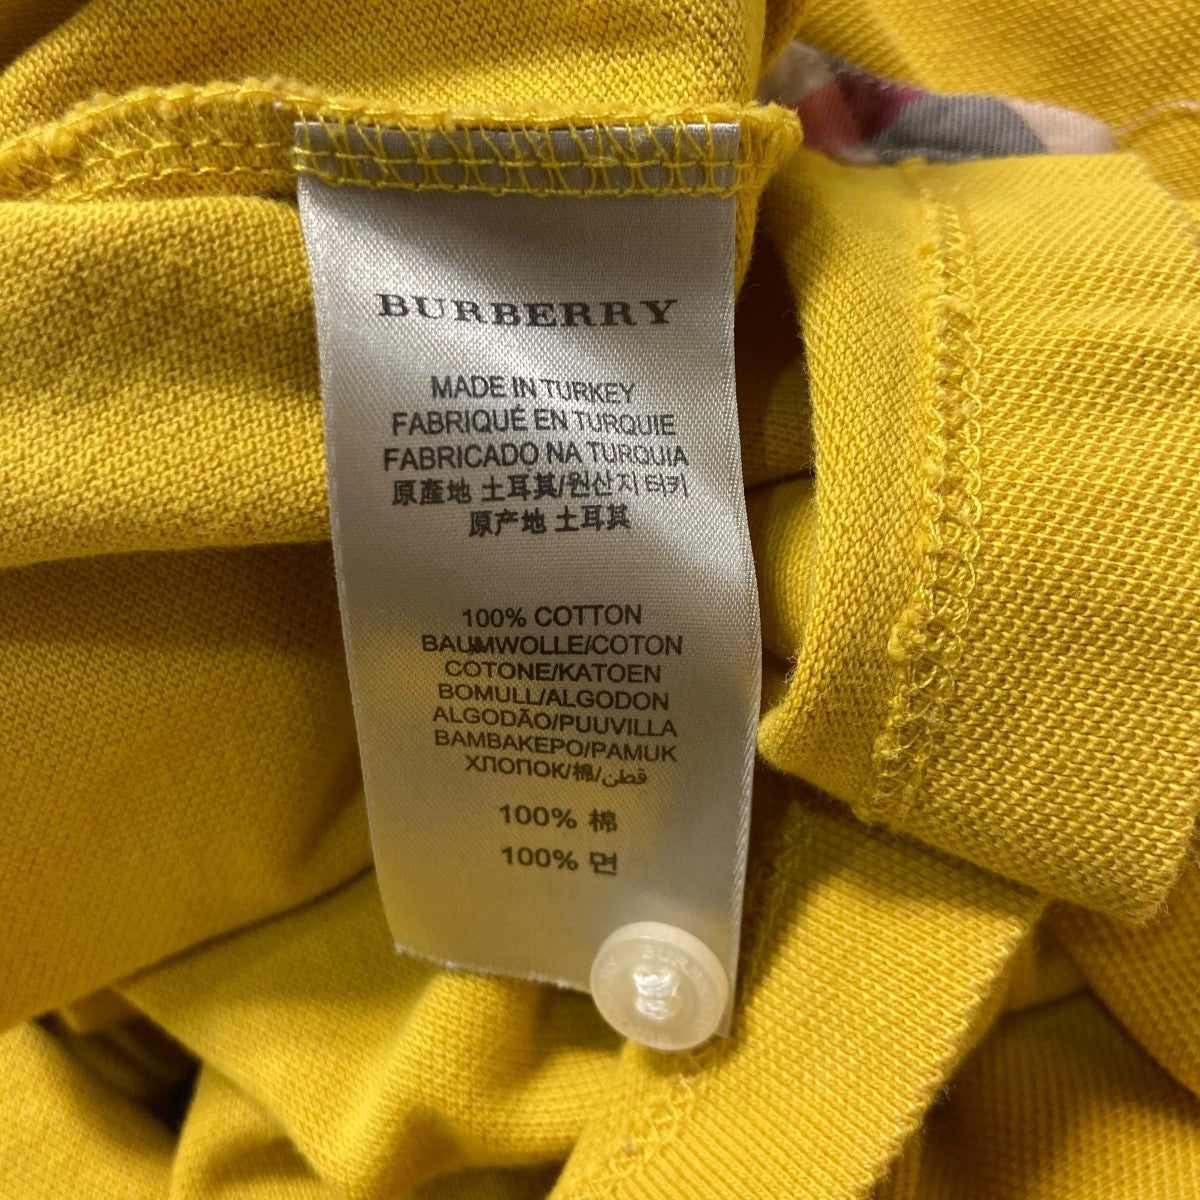 BURBERRY
MADE IN TURKEY
FABRIQUÉ EN TURQUIE
FABRICADO NA TURQUIA
原產地 土耳其/원산지 터키
原产地 土耳其
100% COTTON
BAUMWOLLE/COTON
COTONE/KATOEN
BOMULL/ALGODON
ALGODÃO/PUUVILLA
ΒΑΜΒΑΚΕΡΟ/PAMUK
ХЛОПОК/棉/قطن
100% 棉
100% 면
BURBERRY